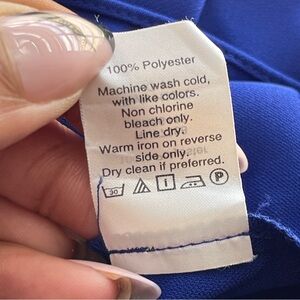 100% Polyester
Machine wash cold,
with like colors.
Non chlorine
bleach only.
Line dry.
Warm iron on reverse
side only.
Dry clean if preferred.
30 P